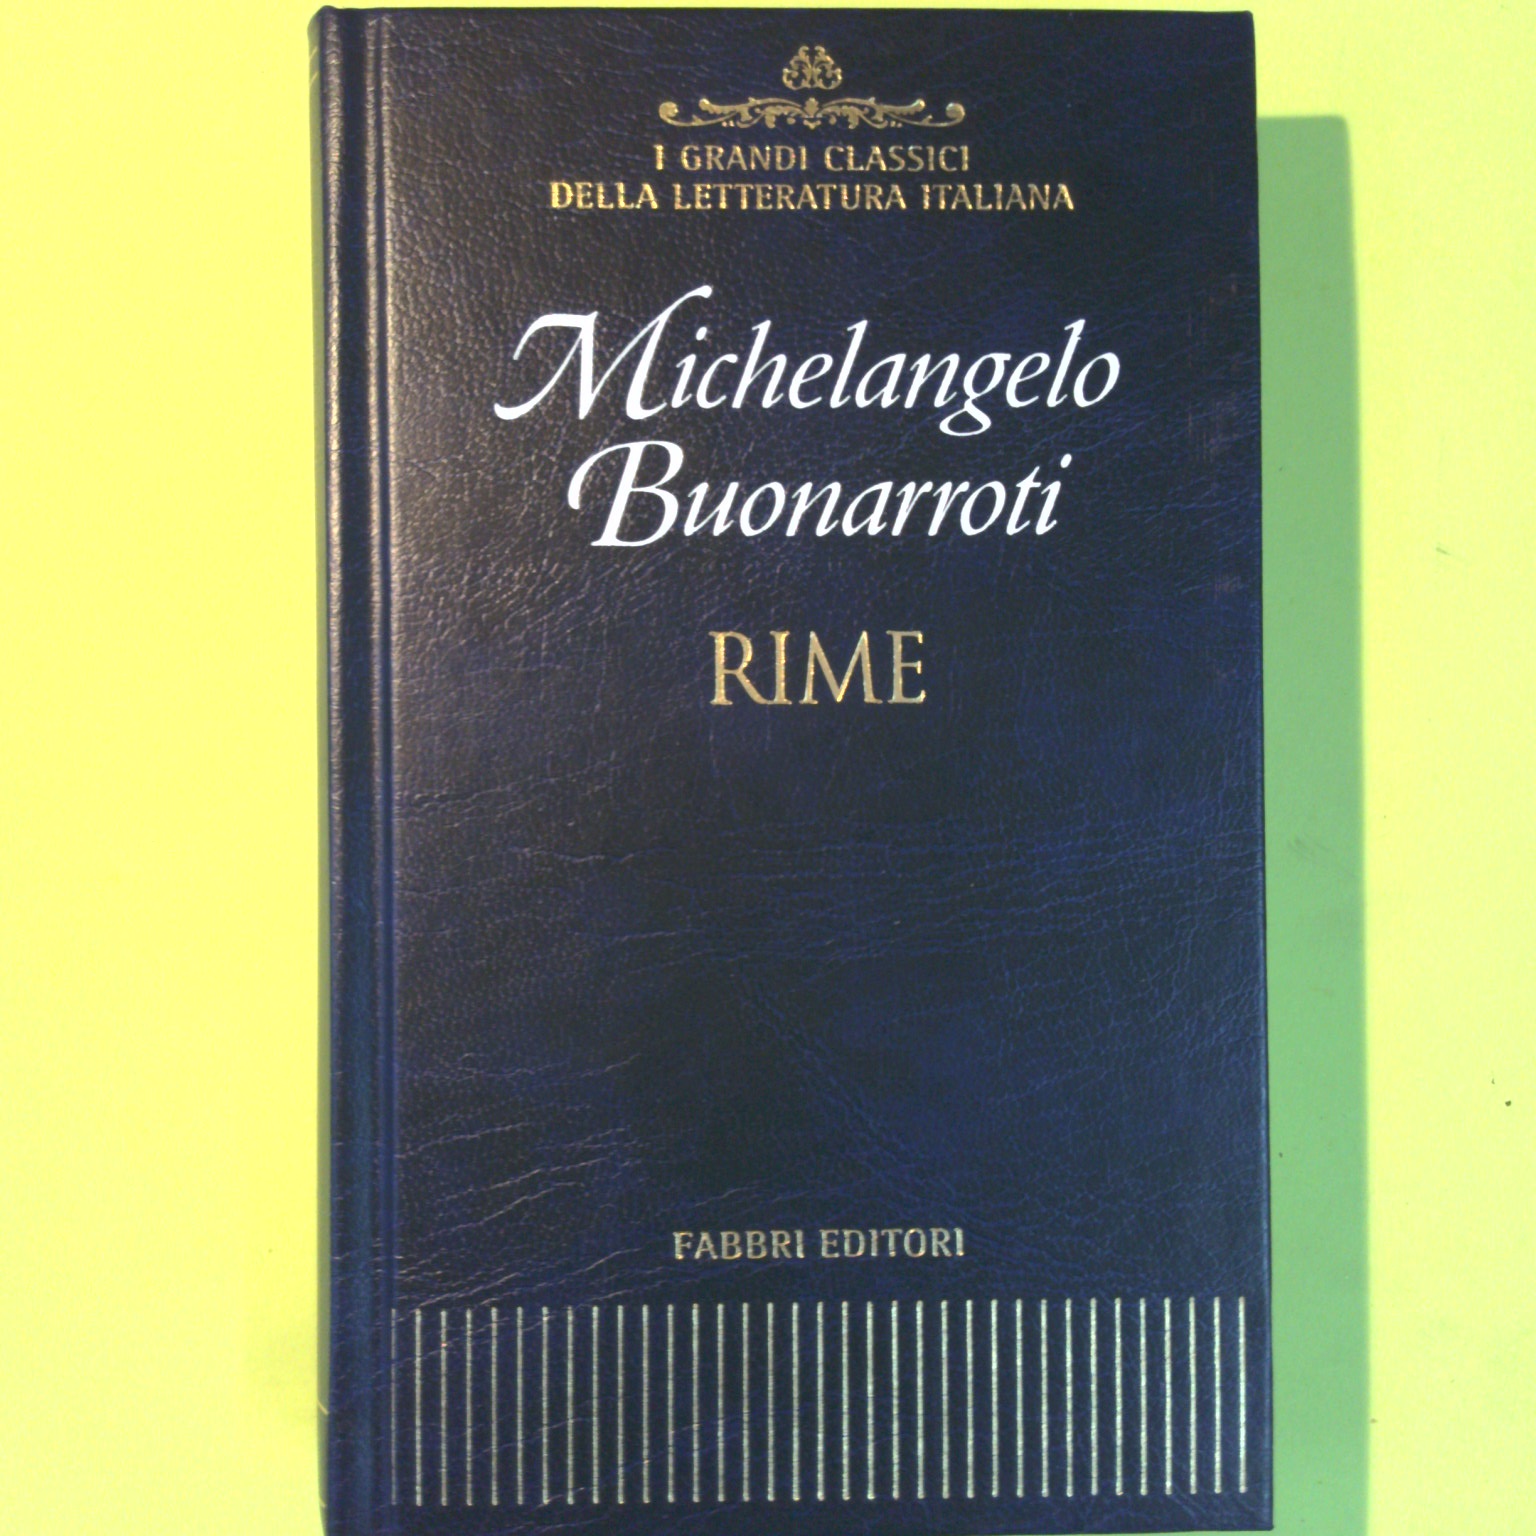 I GRANDI CLASSICI
DELLA LETTERATURA ITALIANA
Michelangelo
Buonarroti
RIME
FABBRI EDITORI